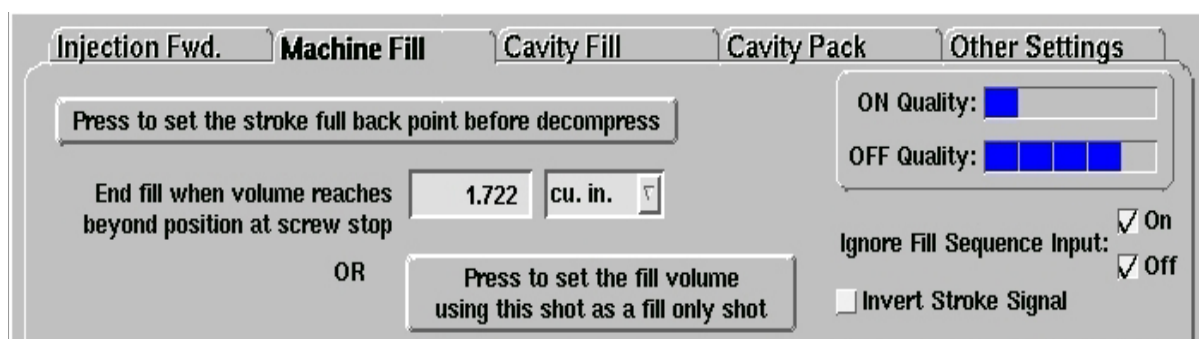 Injection Fwd. Machine Fill Cavity Fill Cavity Pack Other Settings
Press to set the stroke full back point before decompress
ON Quality:
OFF Quality:
End fill when volume reaches
beyond position at screw stop
1.722 cu. in.
OR
Press to set the fill volume
using this shot as a fill only shot
Ignore Fill Sequence Input:
On
Off
Invert Stroke Signal